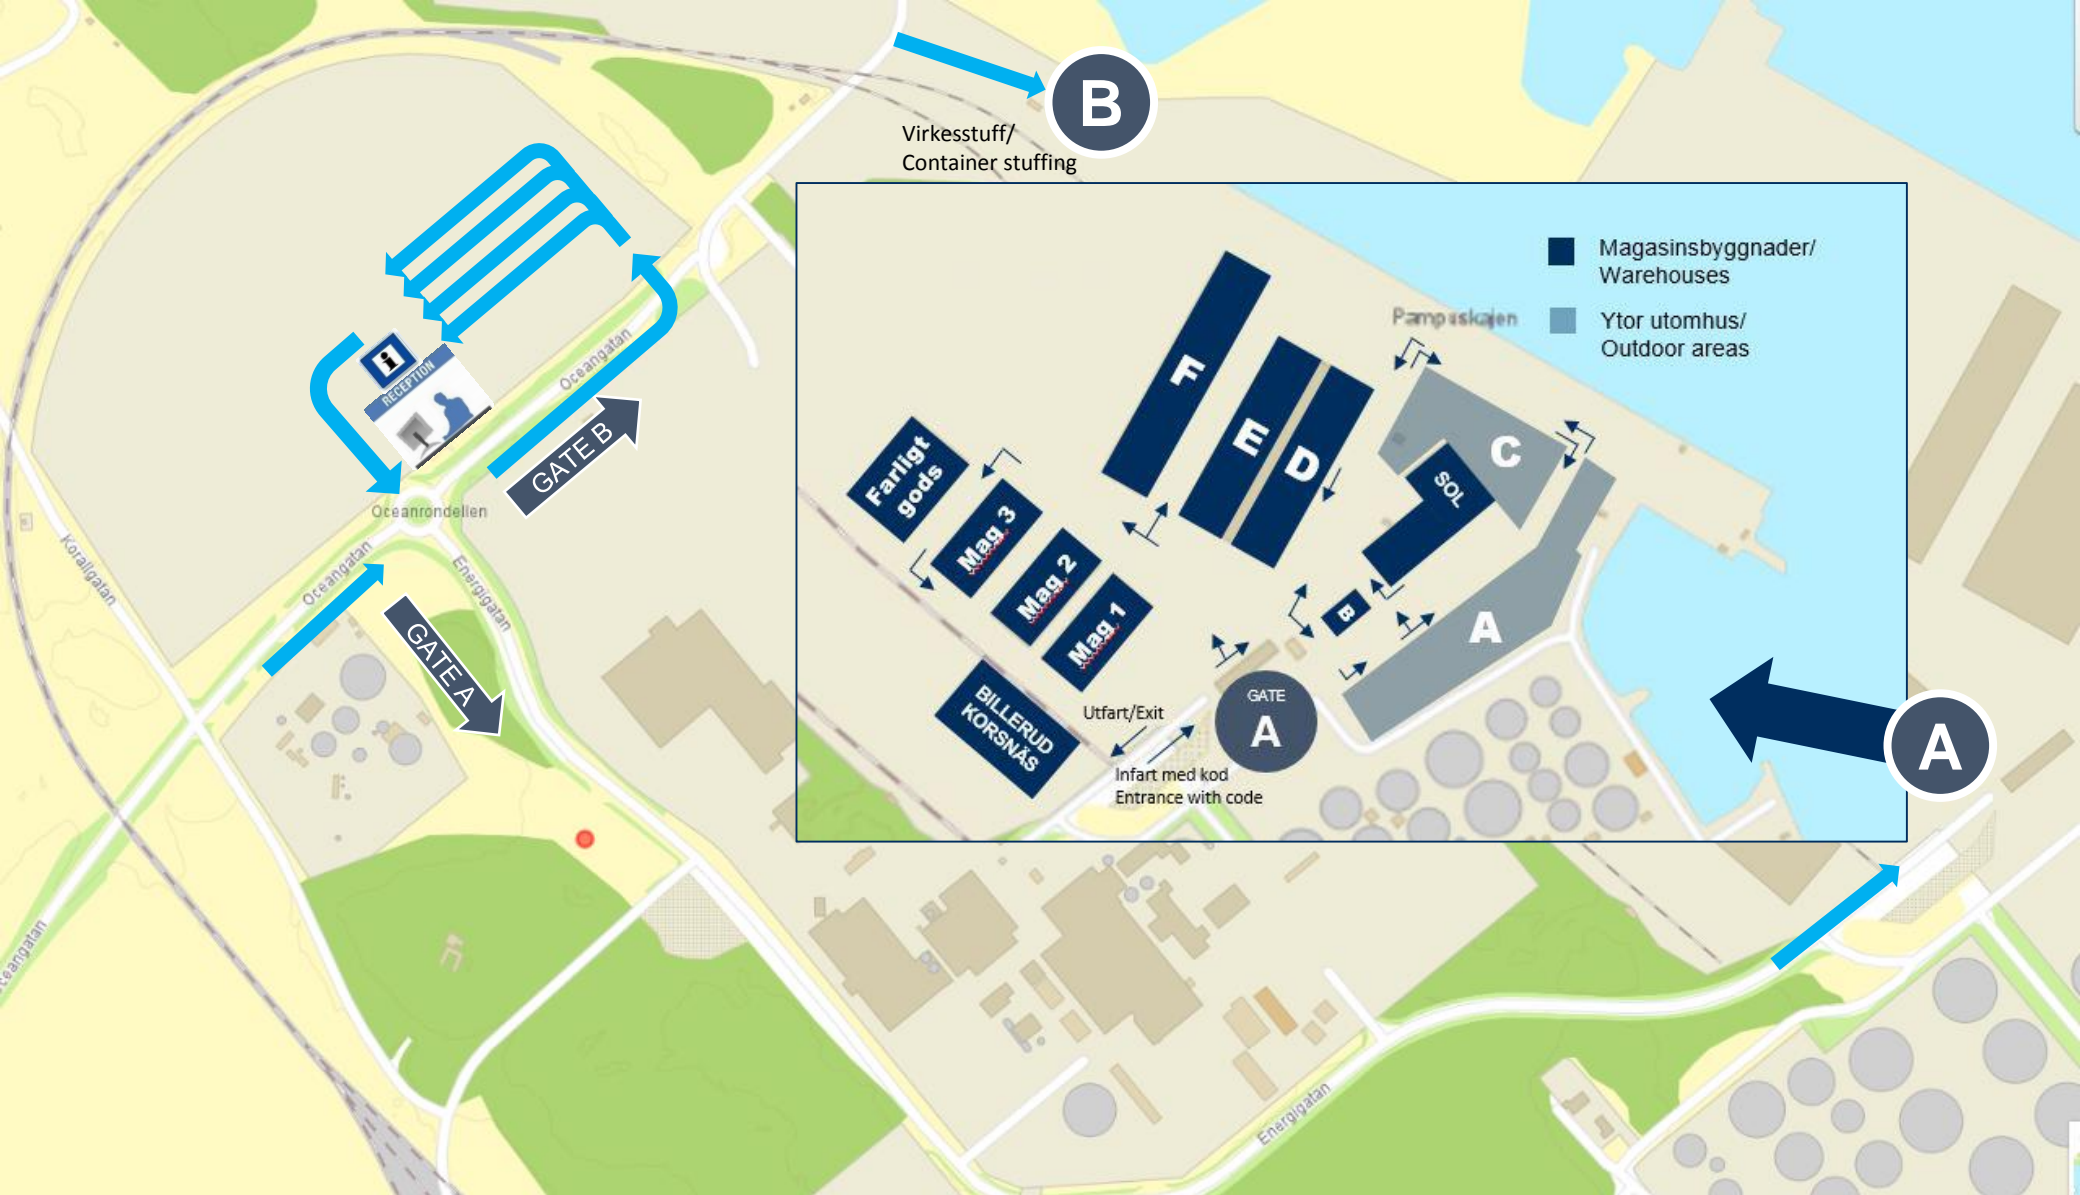 B
Virkesstuff/
Container stuffing
Magasinsbyggnader/
Warehouses
Ytor utomhus/
Outdoor areas
Pampuskajen
F
E
D
C
SOL
Farligt
gods
Mag 3
Mag 2
Mag 1
B
A
BILLERUD
KORSNÄS
Utfart/Exit
GATE
A
Infart med kod
Entrance with code
A
i
RECEPTION
Oceangatan
GATE B
Oceanrondellen
Oceangatan
Energigatan
Korallgatan
GATE A
Oceangatan
Energigatan